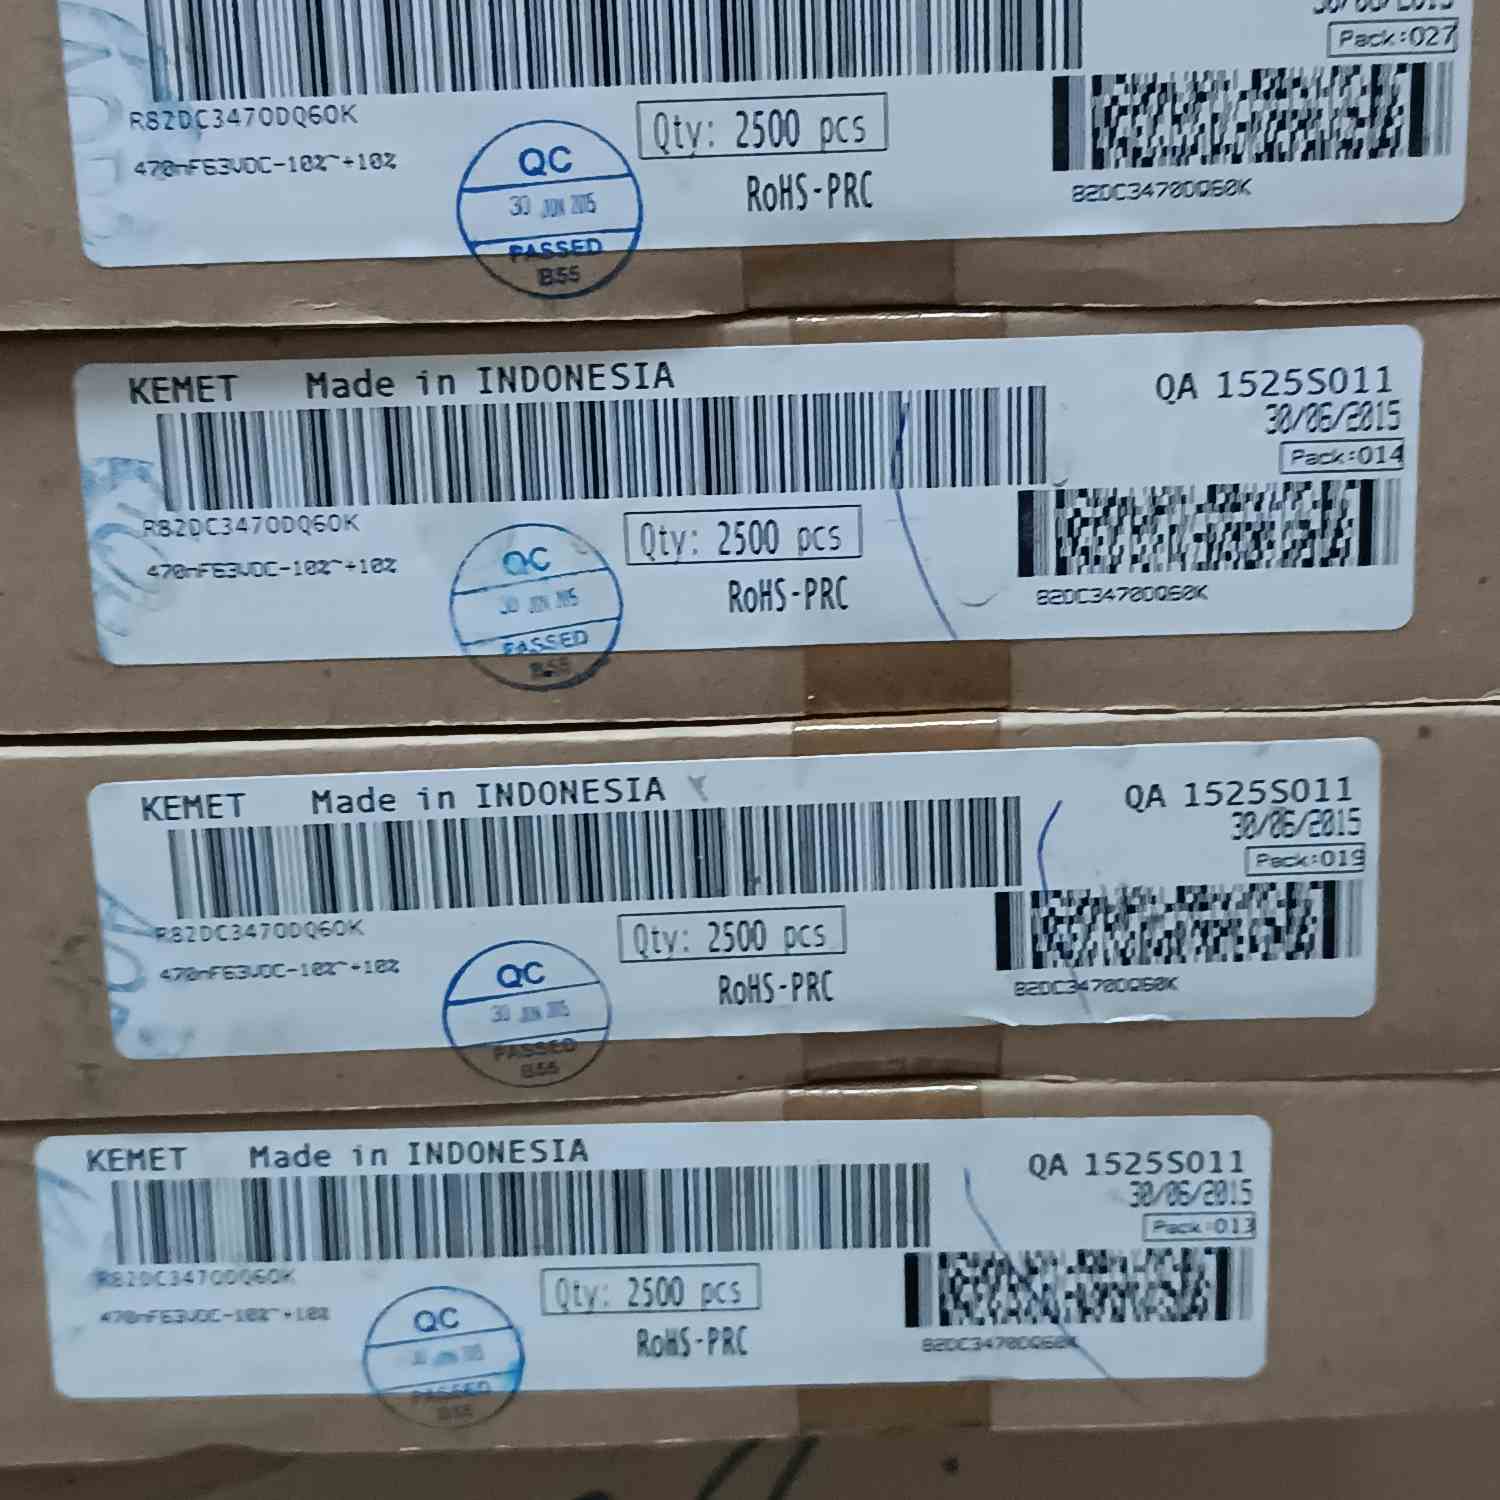 Pack:027
R82DC3470DQ60K
470nF63VDC-10%~+10%
QC
30 JUN 2015
PASSED
B55
Qty: 2500 pcs
RoHS-PRC
82DC3470DQ60K
KEMET Made in INDONESIA
QA 1525S011
30/06/2015
Pack:014
R82DC3470DQ60K
470nF63VDC-10%~+10%
QC
30 JUN 2015
PASSED
B55
Qty: 2500 pcs
RoHS-PRC
82DC3470DQ60K
KEMET Made in INDONESIA
QA 1525S011
30/06/2015
Pack:019
R82DC3470DQ60K
470nF63VDC-10%~+10%
QC
30 JUN 2015
PASSED
B55
Qty: 2500 pcs
RoHS-PRC
82DC3470DQ60K
KEMET Made in INDONESIA
QA 1525S011
30/06/2015
Pack:013
R82DC3470DQ60K
470nF63VDC-10%~+10%
QC
PASSED
B55
Qty: 2500 pcs
RoHS-PRC
82DC3470DQ60K